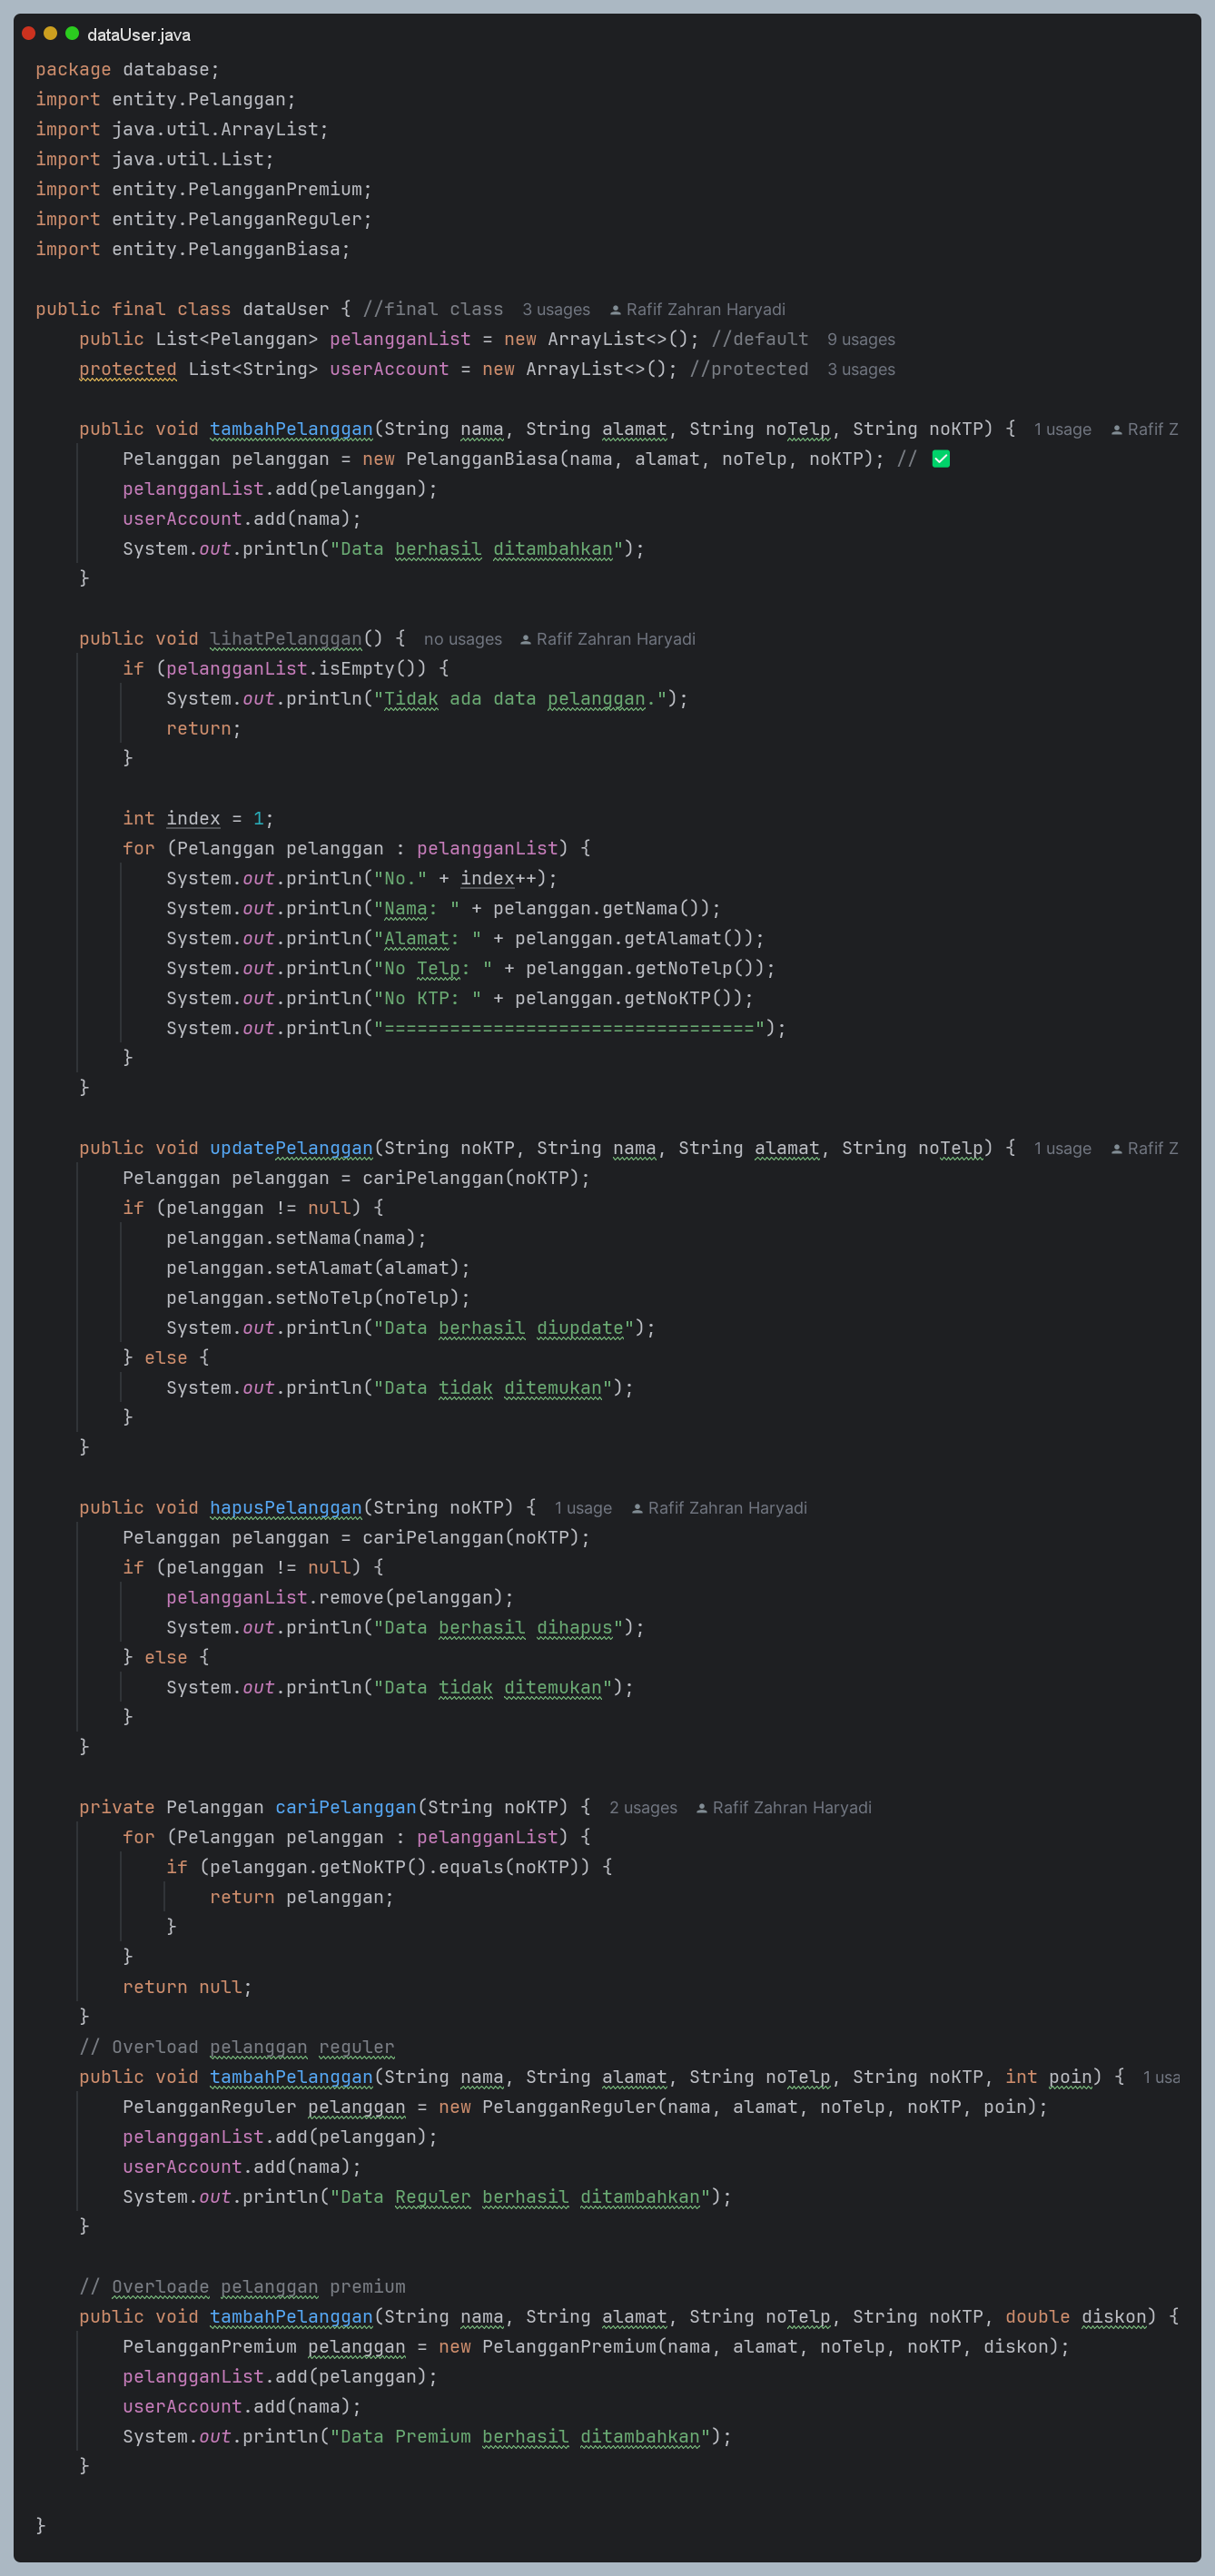 dataUser.java
package database;
import entity.Pelanggan;
import java.util.ArrayList;
import java.util.List;
import entity.PelangganPremium;
import entity.PelangganReguler;
import entity.PelangganBiasa;
public final class dataUser { //final class 3 usages Rafif Zahran Haryadi
public List<Pelanggan> pelangganList = new ArrayList<>(); //default 9 usages
protected List<String> userAccount = new ArrayList<>(); //protected 3 usages
public void tambahPelanggan(String nama, String alamat, String noTelp, String noKTP) { 1 usage Rafif Z
Pelanggan pelanggan = new PelangganBiasa(nama, alamat, noTelp, noKTP); // ✅
pelangganList.add(pelanggan);
userAccount.add(nama);
System.out.println("Data berhasil ditambahkan");
}
public void lihatPelanggan() { no usages Rafif Zahran Haryadi
if (pelangganList.isEmpty()) {
System.out.println("Tidak ada data pelanggan.");
return;
}
int index = 1;
for (Pelanggan pelanggan : pelangganList) {
System.out.println("No." + index++);
System.out.println("Nama: " + pelanggan.getNama());
System.out.println("Alamat: " + pelanggan.getAlamat());
System.out.println("No Telp: " + pelanggan.getNoTelp());
System.out.println("No KTP: " + pelanggan.getNoKTP());
System.out.println("==================================");
}
}
public void updatePelanggan(String noKTP, String nama, String alamat, String noTelp) { 1 usage Rafif Z
Pelanggan pelanggan = cariPelanggan(noKTP);
if (pelanggan != null) {
pelanggan.setNama(nama);
pelanggan.setAlamat(alamat);
pelanggan.setNoTelp(noTelp);
System.out.println("Data berhasil diupdate");
} else {
System.out.println("Data tidak ditemukan");
}
}
public void hapusPelanggan(String noKTP) { 1 usage Rafif Zahran Haryadi
Pelanggan pelanggan = cariPelanggan(noKTP);
if (pelanggan != null) {
pelangganList.remove(pelanggan);
System.out.println("Data berhasil dihapus");
} else {
System.out.println("Data tidak ditemukan");
}
}
private Pelanggan cariPelanggan(String noKTP) { 2 usages Rafif Zahran Haryadi
for (Pelanggan pelanggan : pelangganList) {
if (pelanggan.getNoKTP().equals(noKTP)) {
return pelanggan;
}
}
return null;
}
// Overload pelanggan reguler
public void tambahPelanggan(String nama, String alamat, String noTelp, String noKTP, int poin) { 1 usa
PelangganReguler pelanggan = new PelangganReguler(nama, alamat, noTelp, noKTP, poin);
pelangganList.add(pelanggan);
userAccount.add(nama);
System.out.println("Data Reguler berhasil ditambahkan");
}
// Overloade pelanggan premium
public void tambahPelanggan(String nama, String alamat, String noTelp, String noKTP, double diskon) {
PelangganPremium pelanggan = new PelangganPremium(nama, alamat, noTelp, noKTP, diskon);
pelangganList.add(pelanggan);
userAccount.add(nama);
System.out.println("Data Premium berhasil ditambahkan");
}
}